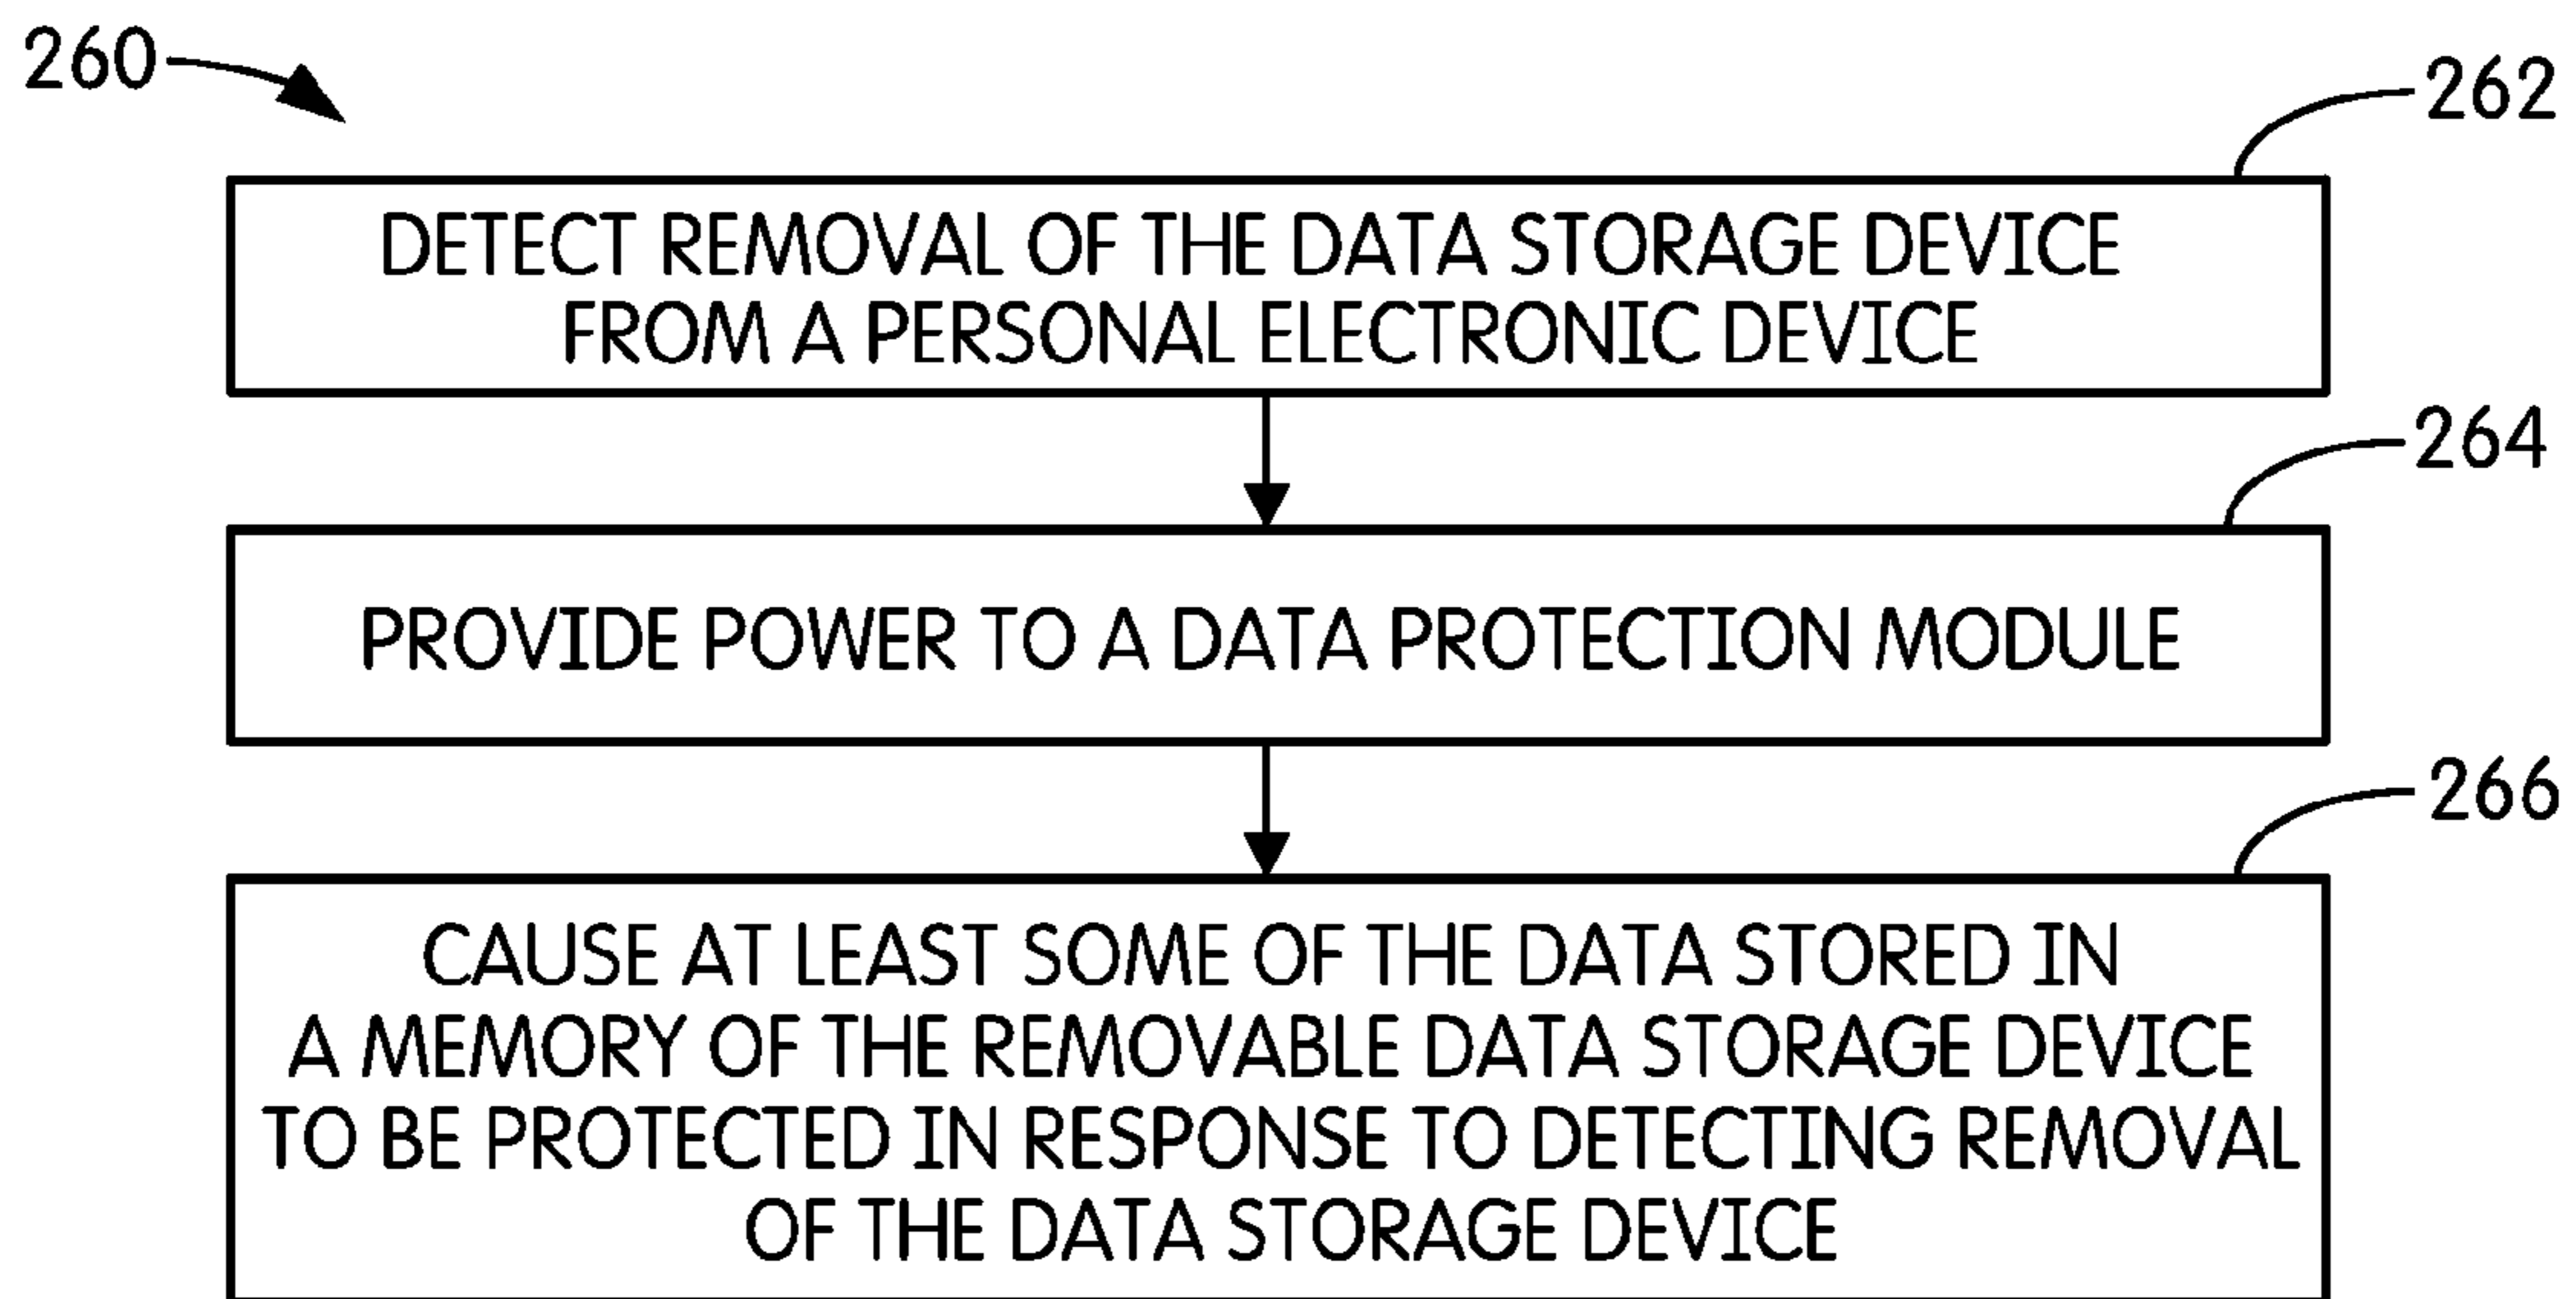 260
262
DETECT REMOVAL OF THE DATA STORAGE DEVICE
FROM A PERSONAL ELECTRONIC DEVICE
264
PROVIDE POWER TO A DATA PROTECTION MODULE
266
CAUSE AT LEAST SOME OF THE DATA STORED IN
A MEMORY OF THE REMOVABLE DATA STORAGE DEVICE
TO BE PROTECTED IN RESPONSE TO DETECTING REMOVAL
OF THE DATA STORAGE DEVICE